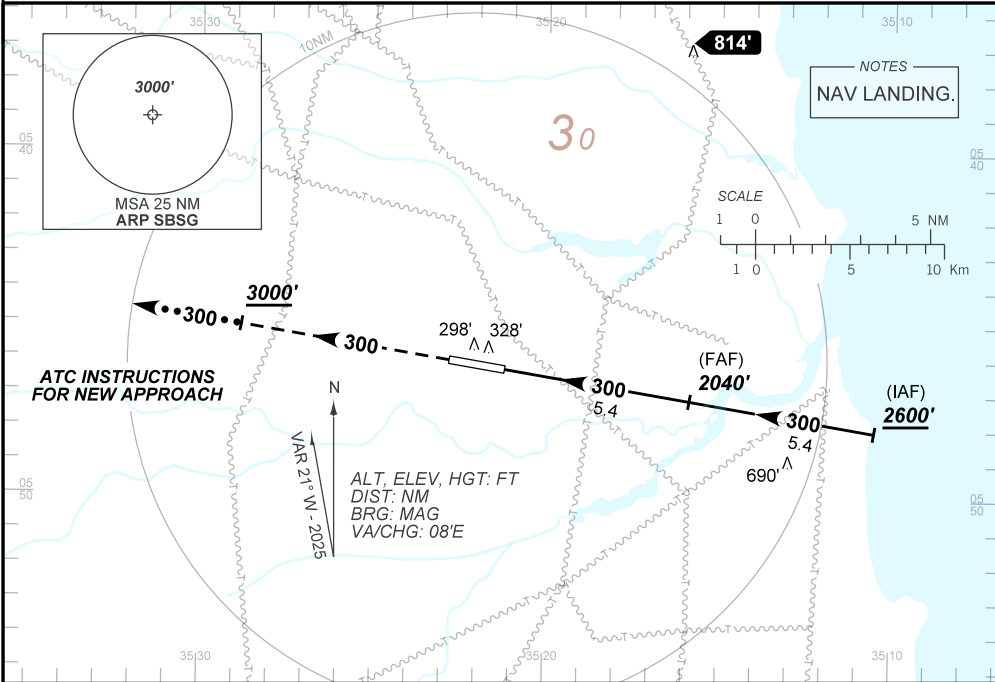 35 30
35 20
35 10
10NM
3000'
MSA 25 NM
ARP SBSG
814'
NOTES
NAV LANDING.
30
05
40
05
40
SCALE
1 0 5 NM
1 0 5 10 Km
3000'
300
300
298' 328'
(FAF)
2040'
300
5.4
(IAF)
2600'
300
5.4
690'
ATC INSTRUCTIONS
FOR NEW APPROACH
N
VAR 21° W - 2025
ALT, ELEV, HGT: FT
DIST: NM
BRG: MAG
VA/CHG: 08'E
05
50
05
50
35 30
35 20
35 10